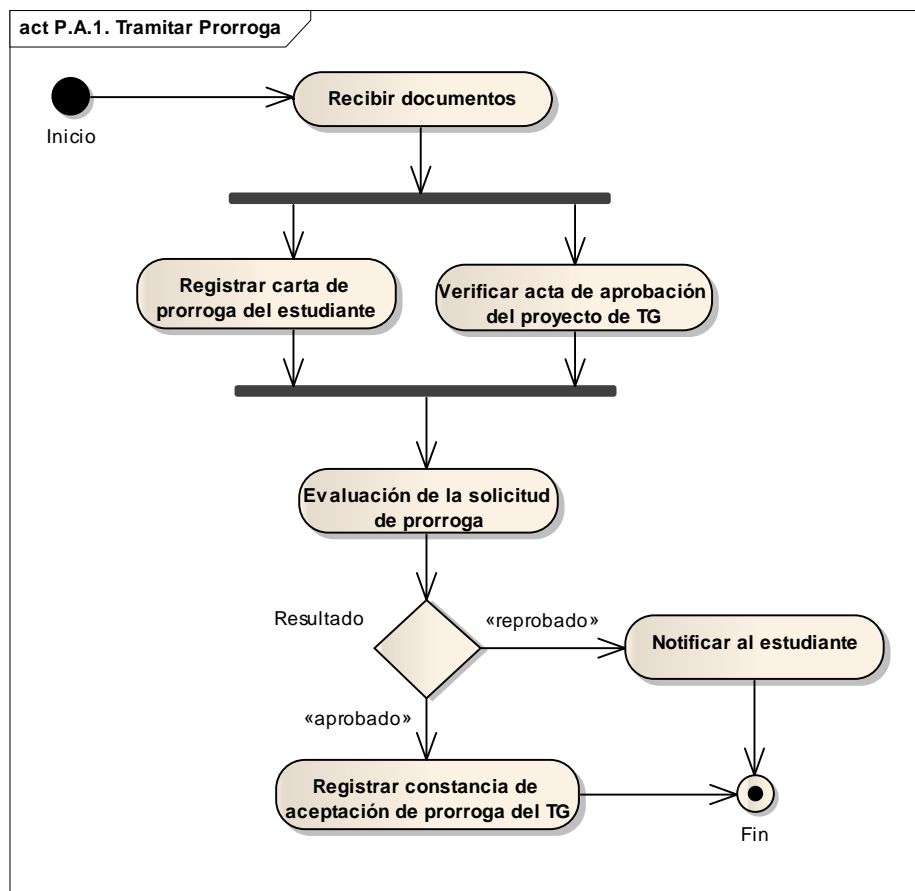 act P.A.1. Tramitar Prorroga
Inicio
Recibir documentos
Registrar carta de
prorroga del estudiante
Verificar acta de aprobación
del proyecto de TG
Evaluación de la solicitud
de prorroga
Resultado
«reprobado»
Notificar al estudiante
«aprobado»
Registrar constancia de
aceptación de prorroga del TG
Fin